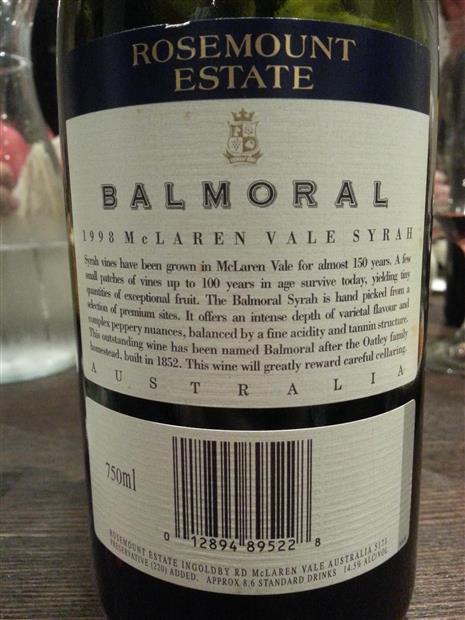 ROSEMOUNT
ESTATE
BALMORAL
1998 McLAREN VALE SYRAH
Syrah vines have been grown in McLaren Vale for almost 150 years. A few
small patches of vines up to 100 years in age survive today, yielding tiny
quantities of exceptional fruit. The Balmoral Syrah is hand picked from a
selection of premium sites. It offers an intense depth of varietal flavour and
complex peppery nuances, balanced by a fine acidity and tannin structure.
This outstanding wine has been named Balmoral after the Oatley family
homestead, built in 1852. This wine will greatly reward careful cellaring.
AUSTRALIA
750ml
0 12894 89522 8
ROSEMOUNT ESTATE INGOLDBY RD McLAREN VALE AUSTRALIA 5171
PRESERVATIVE (220) ADDED. APPROX 8.6 STANDARD DRINKS 14.5% ALC/VOL